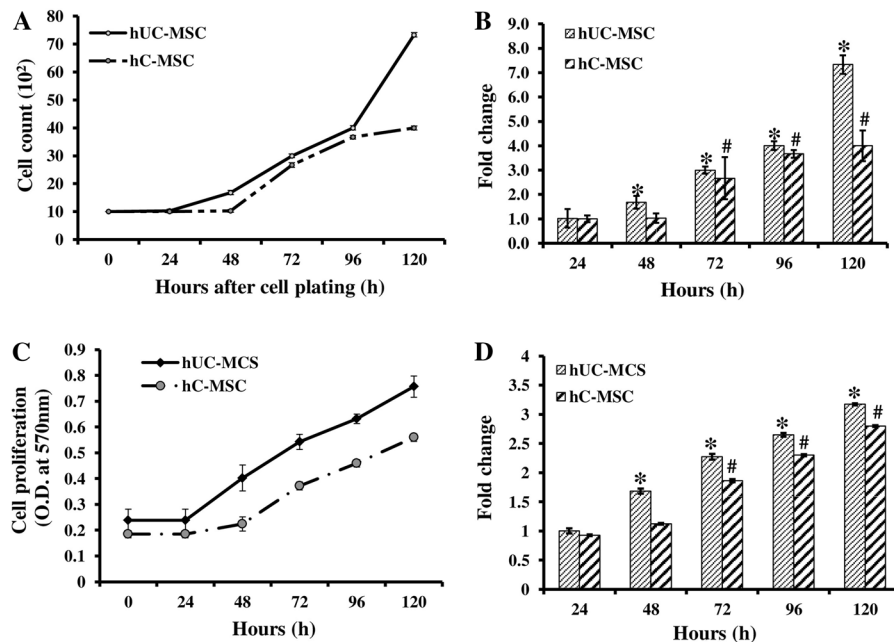 A
hUC-MSC
hC-MSC
Cell count (10²)
80
70
60
50
40
30
20
10
0
0 24 48 72 96 120
Hours after cell plating (h)
B
hUC-MSC
hC-MSC
Fold change
9.0
8.0
7.0
6.0
5.0
4.0
3.0
2.0
1.0
0.0
* * # * # * #
24 48 72 96 120
Hours (h)
C
hUC-MCS
hC-MSC
Cell proliferation
(O.D. at 570nm)
0.9
0.8
0.7
0.6
0.5
0.4
0.3
0.2
0.1
0
0 24 48 72 96 120
Hours (h)
D
hUC-MCS
hC-MSC
Fold change
4
3.5
3
2.5
2
1.5
1
0.5
0
* * # * # * #
24 48 72 96 120
Hours (h)